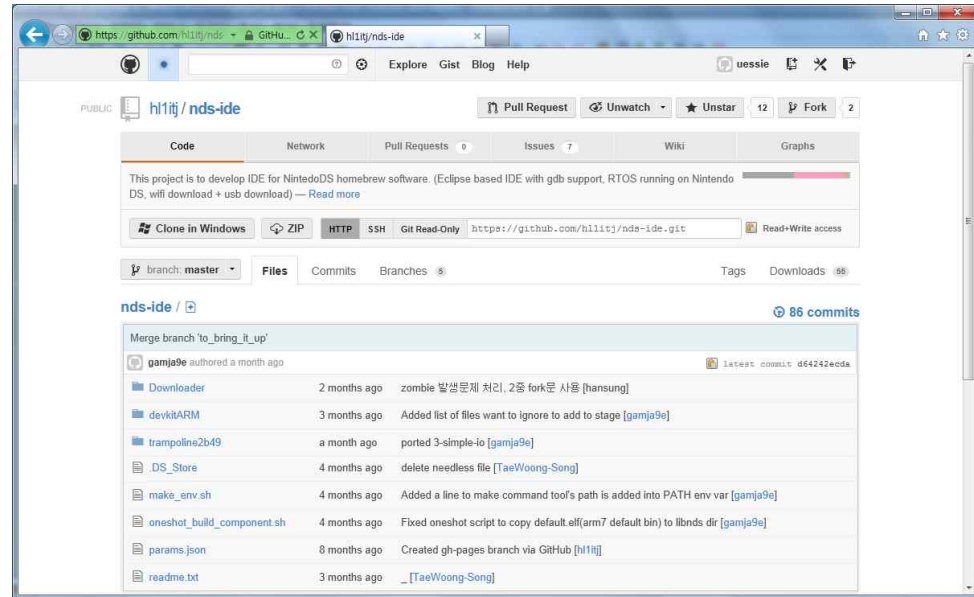 https://github.com/hl1itj/nds
GitHu...
hl1itj/nds-ide
Explore Gist Blog Help
uessie
PUBLIC
hl1itj / nds-ide
Pull Request
Unwatch
Unstar
12
Fork
2
Code
Network
Pull Requests 0
Issues 7
Wiki
Graphs
This project is to develop IDE for NintedoDS homebrew software. (Eclipse based IDE with gdb support, RTOS running on Nintendo
DS, wifi download + usb download) — Read more
Clone in Windows
ZIP
HTTP
SSH
Git Read-Only
https://github.com/hl1itj/nds-ide.git
Read+Write access
branch: master
Files
Commits
Branches 5
Tags
Downloads 55
nds-ide /
86 commits
Merge branch 'to_bring_it_up'
gamja9e authored a month ago
latest commit d64242ecda
Downloader 2 months ago zombie 발생문제 처리, 2중 fork문 사용 [hansung]
devkitARM 3 months ago Added list of files want to ignore to add to stage [gamja9e]
trampoline2b49 a month ago ported 3-simple-io [gamja9e]
.DS_Store 4 months ago delete needless file [TaeWoong-Song]
make_env.sh 4 months ago Added a line to make command tool's path is added into PATH env var [gamja9e]
oneshot_build_component.sh 4 months ago Fixed oneshot script to copy default.elf(arm7 default bin) to libnds dir [gamja9e]
params.json 8 months ago Created gh-pages branch via GitHub [hl1itj]
readme.txt 3 months ago _ [TaeWoong-Song]